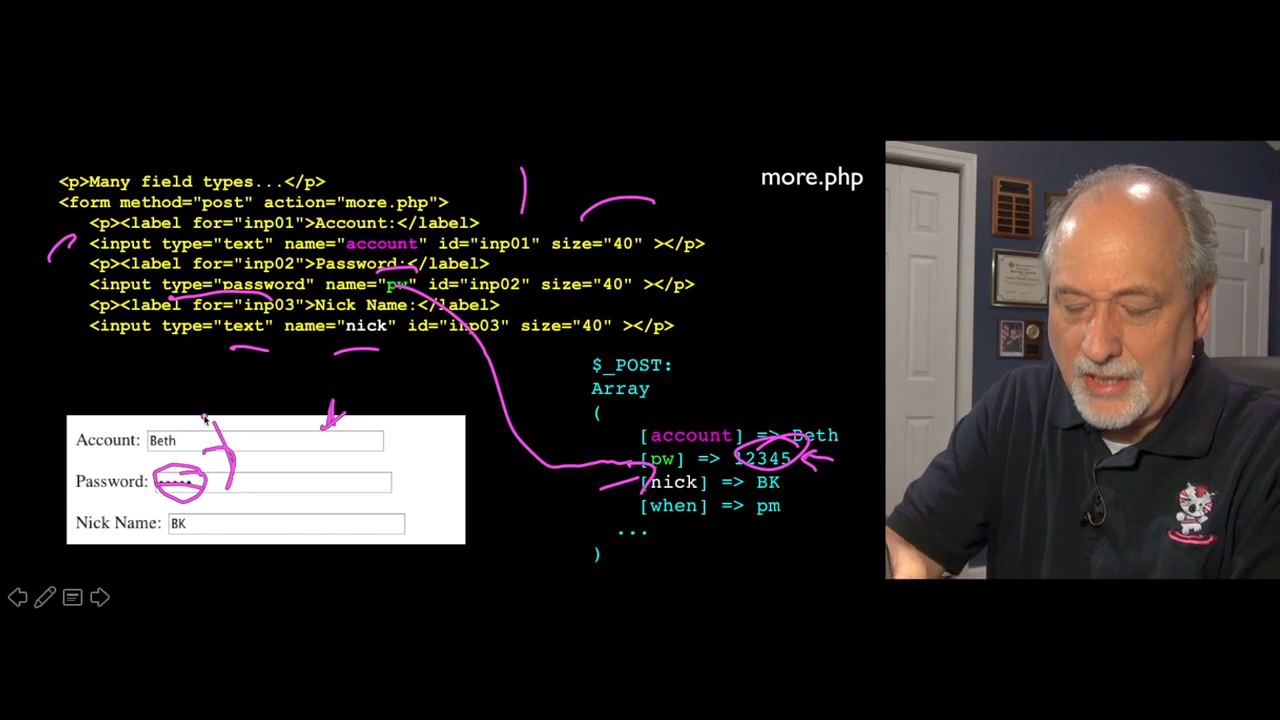 more.php
<p>Many field types...</p>
<form method="post" action="more.php">
<p><label for="inp01">Account:</label>
<input type="text" name="account" id="inp01" size="40" ></p>
<p><label for="inp02">Password:</label>
<input type="password" name="pw" id="inp02" size="40" ></p>
<p><label for="inp03">Nick Name:</label>
<input type="text" name="nick" id="inp03" size="40" ></p>
$_POST:
Array
(
[account] => Beth
[pw] => 12345
[nick] => BK
[when] => pm
...
)
Account: Beth
Password: •••••
Nick Name: BK